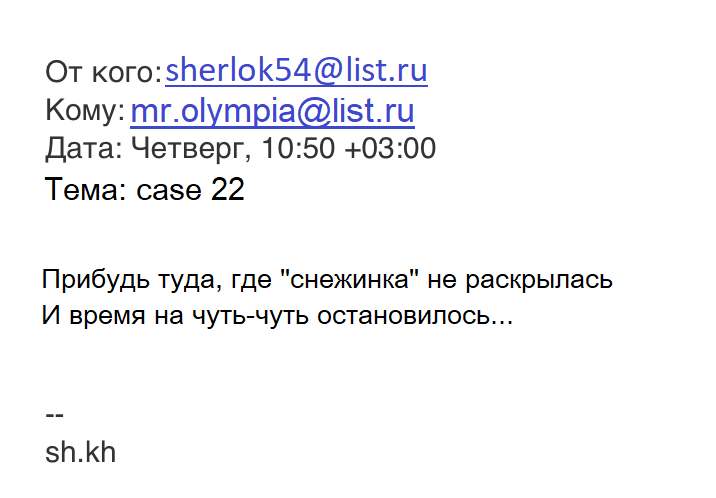 От кого: sherlok54@list.ru
Кому: mr.olympia@list.ru
Дата: Четверг, 10:50 +03:00
Тема: case 22
Прибудь туда, где "снежинка" не раскрылась
И время на чуть-чуть остановилось...
--
sh.kh